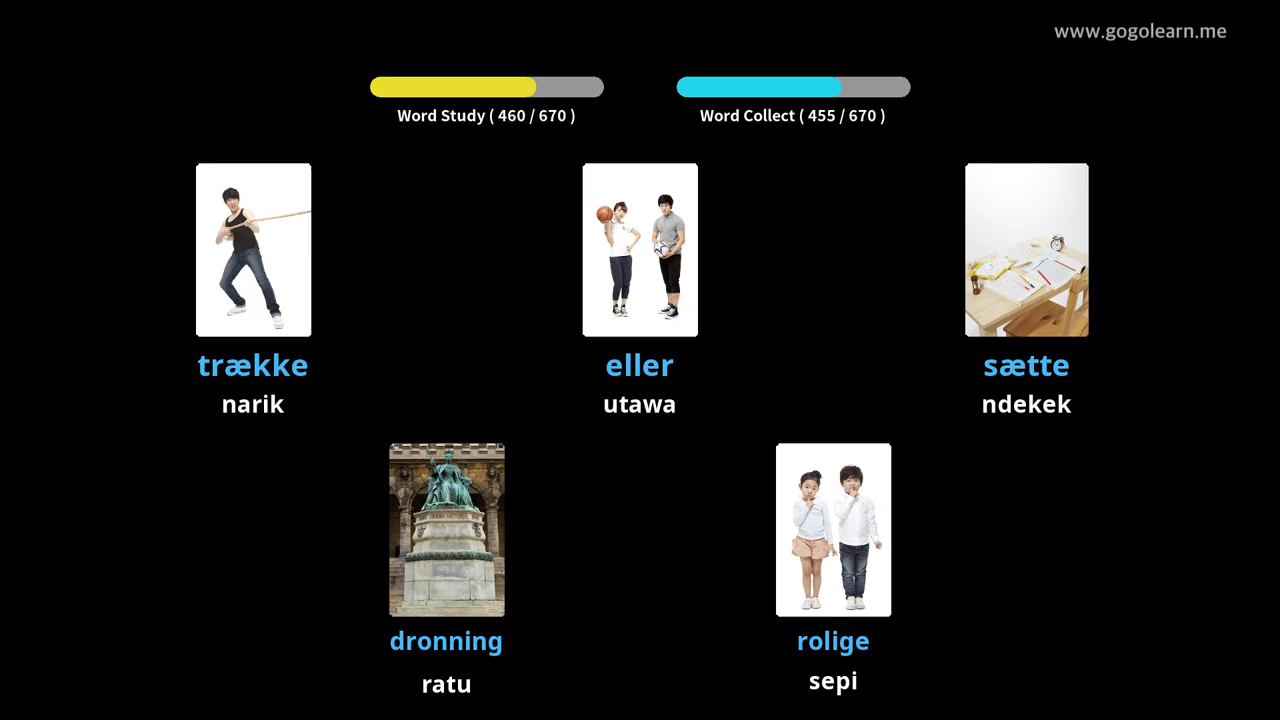 www.gogolearn.me
Word Study ( 460 / 670 )
Word Collect ( 455 / 670 )
trække
narik
eller
utawa
sætte
ndekek
dronning
ratu
rolige
sepi